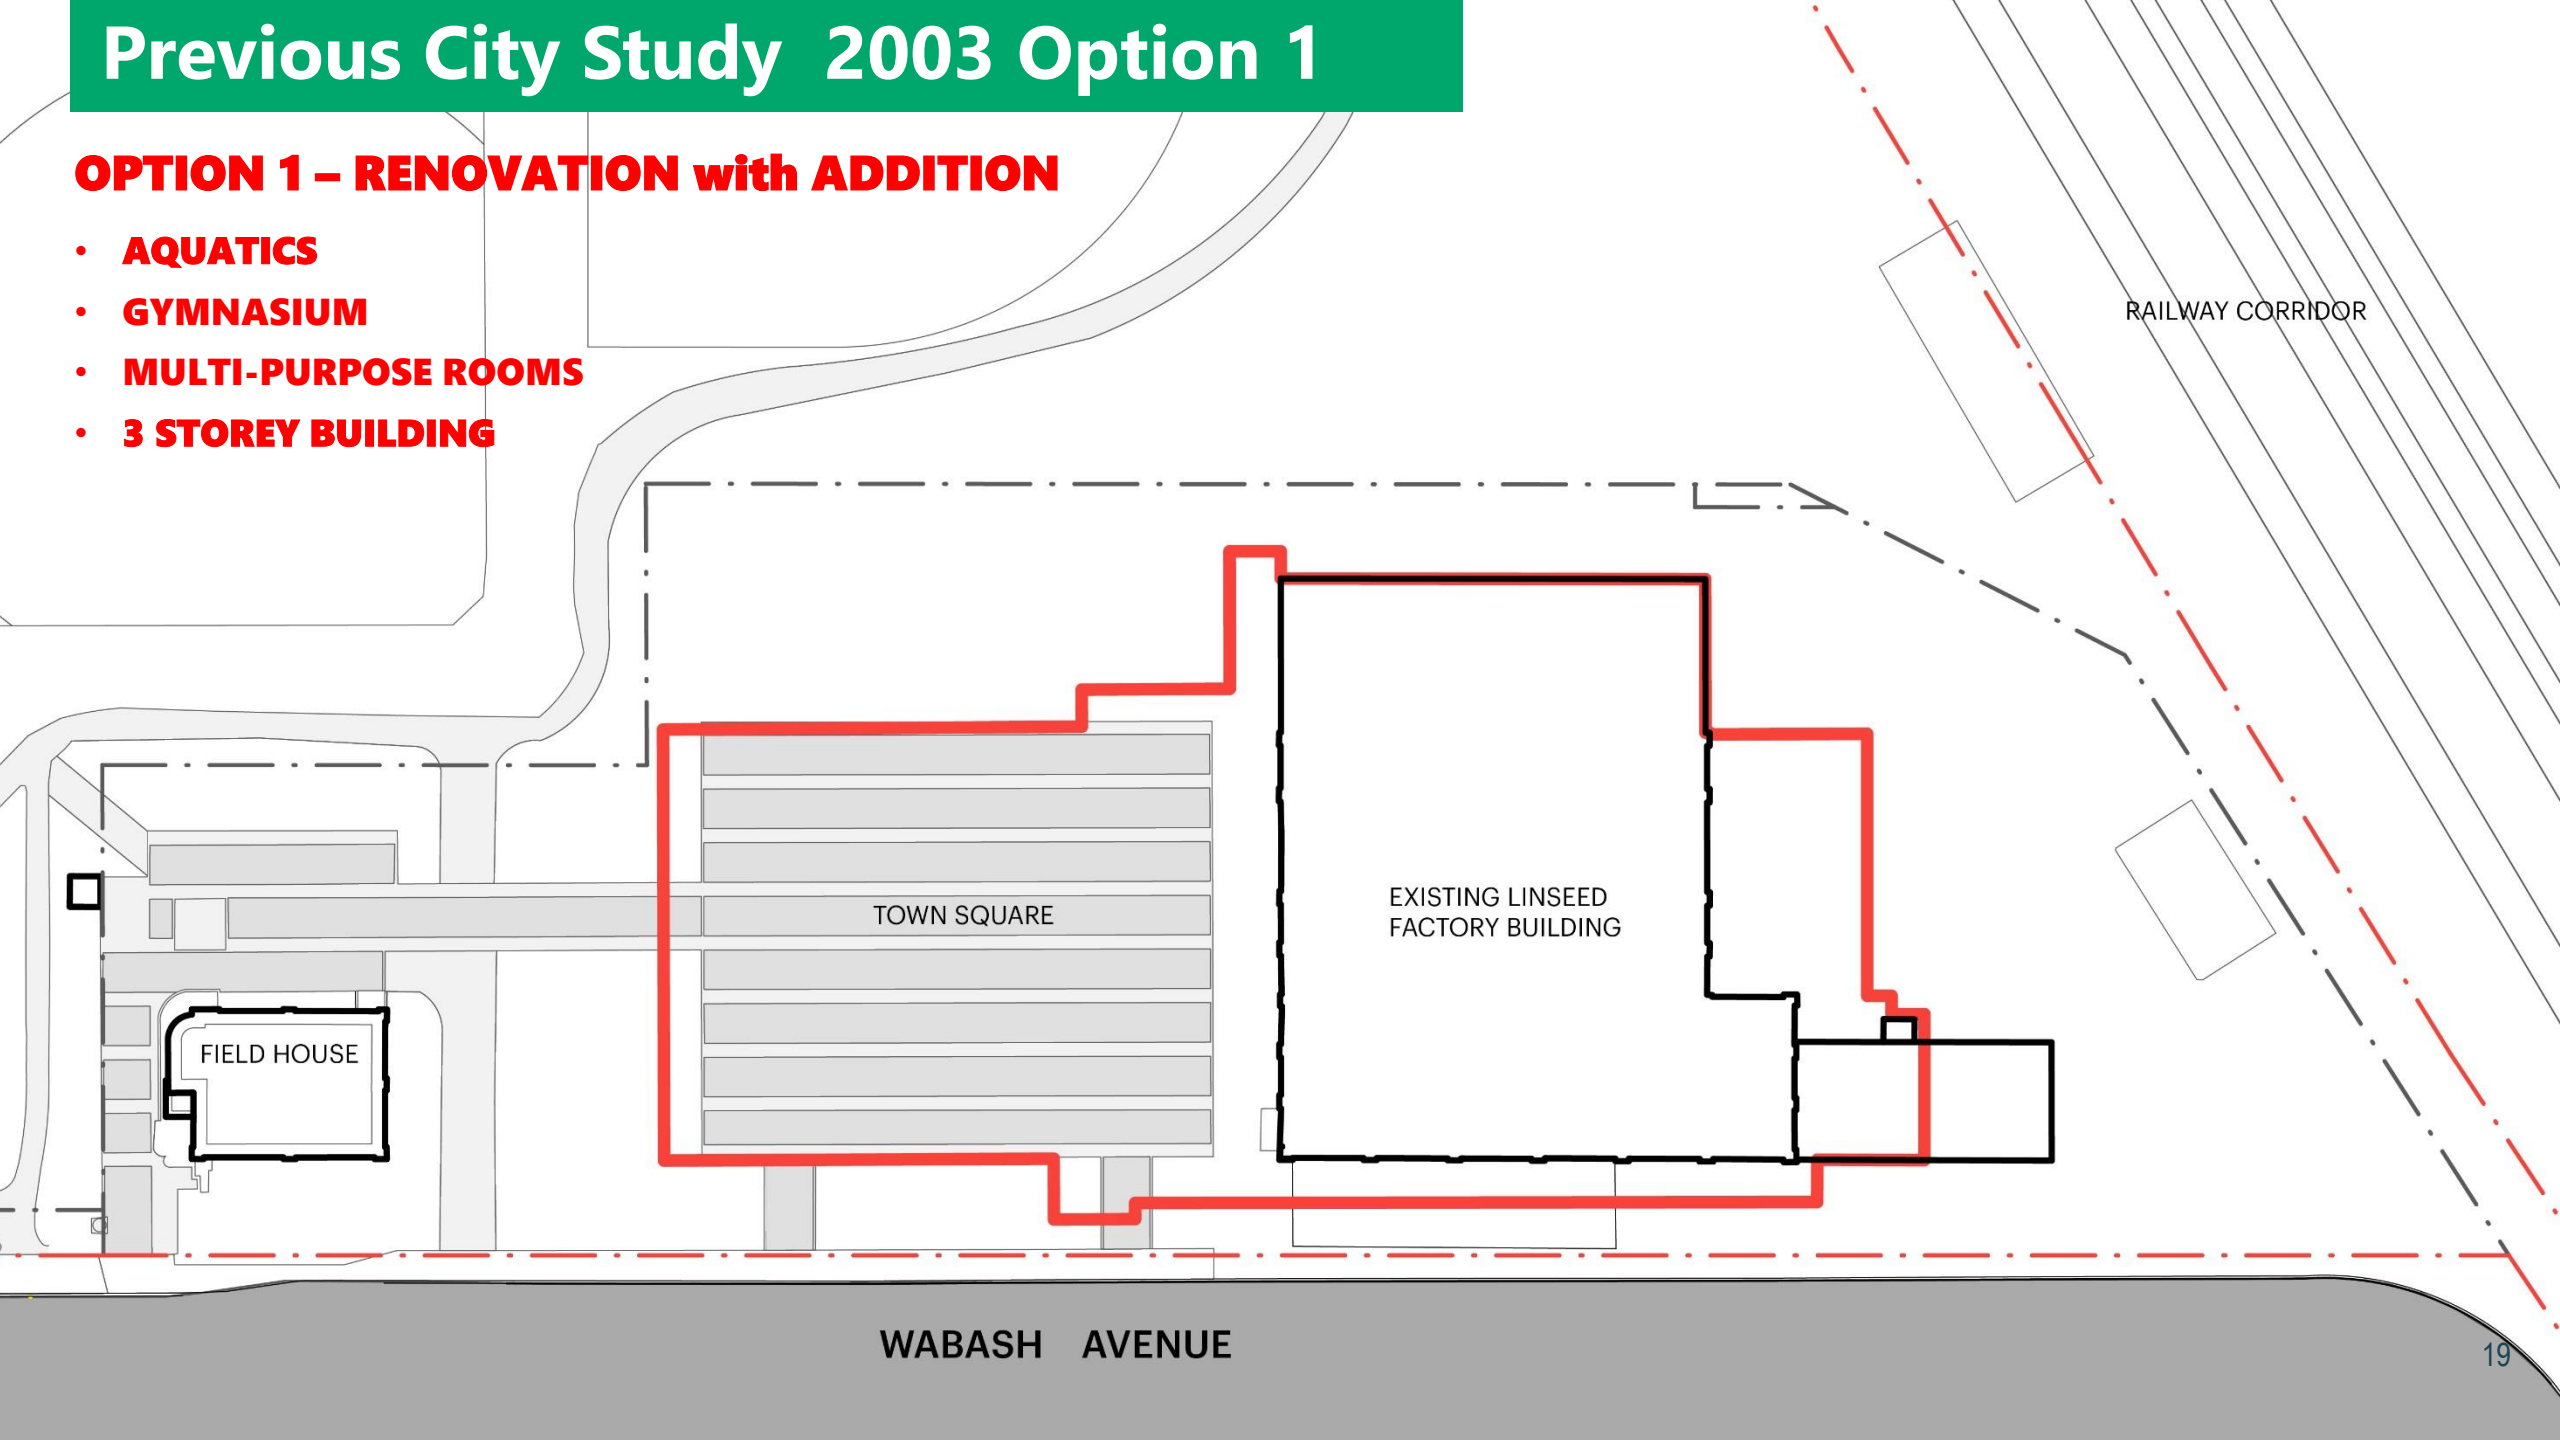 Previous City Study 2003 Option 1
OPTION 1 – RENOVATION with ADDITION
• AQUATICS
• GYMNASIUM
• MULTI-PURPOSE ROOMS
• 3 STOREY BUILDING
RAILWAY CORRIDOR
EXISTING LINSEED
FACTORY BUILDING
TOWN SQUARE
FIELD HOUSE
WABASH AVENUE
19